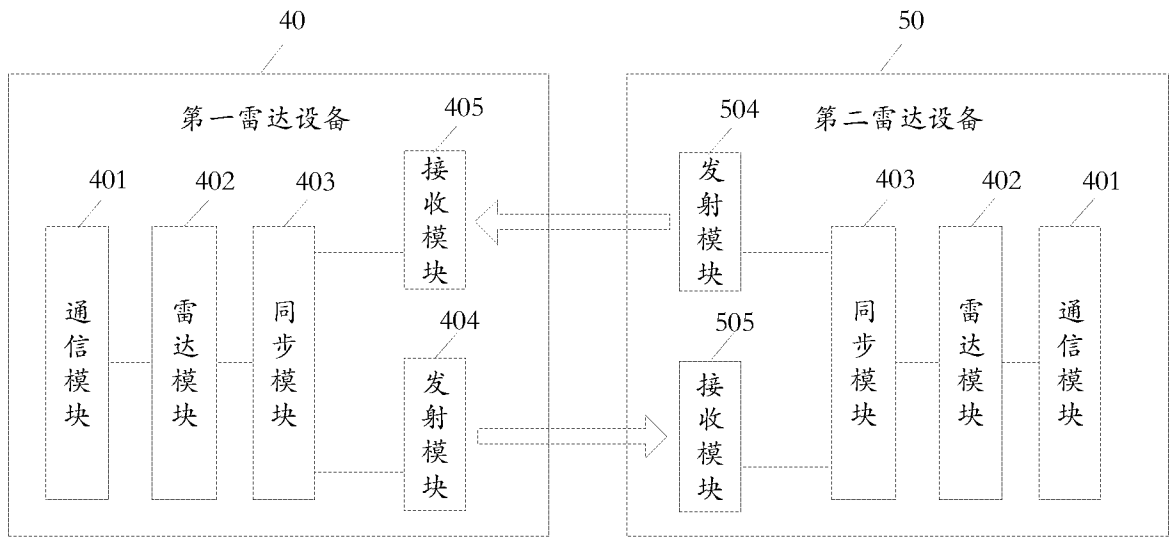 40
50
第一雷达设备
405
504
第二雷达设备
401
402
403
接收模块
发射模块
403
402
401
通信模块
雷达模块
同步模块
404
发射模块
505
接收模块
同步模块
雷达模块
通信模块